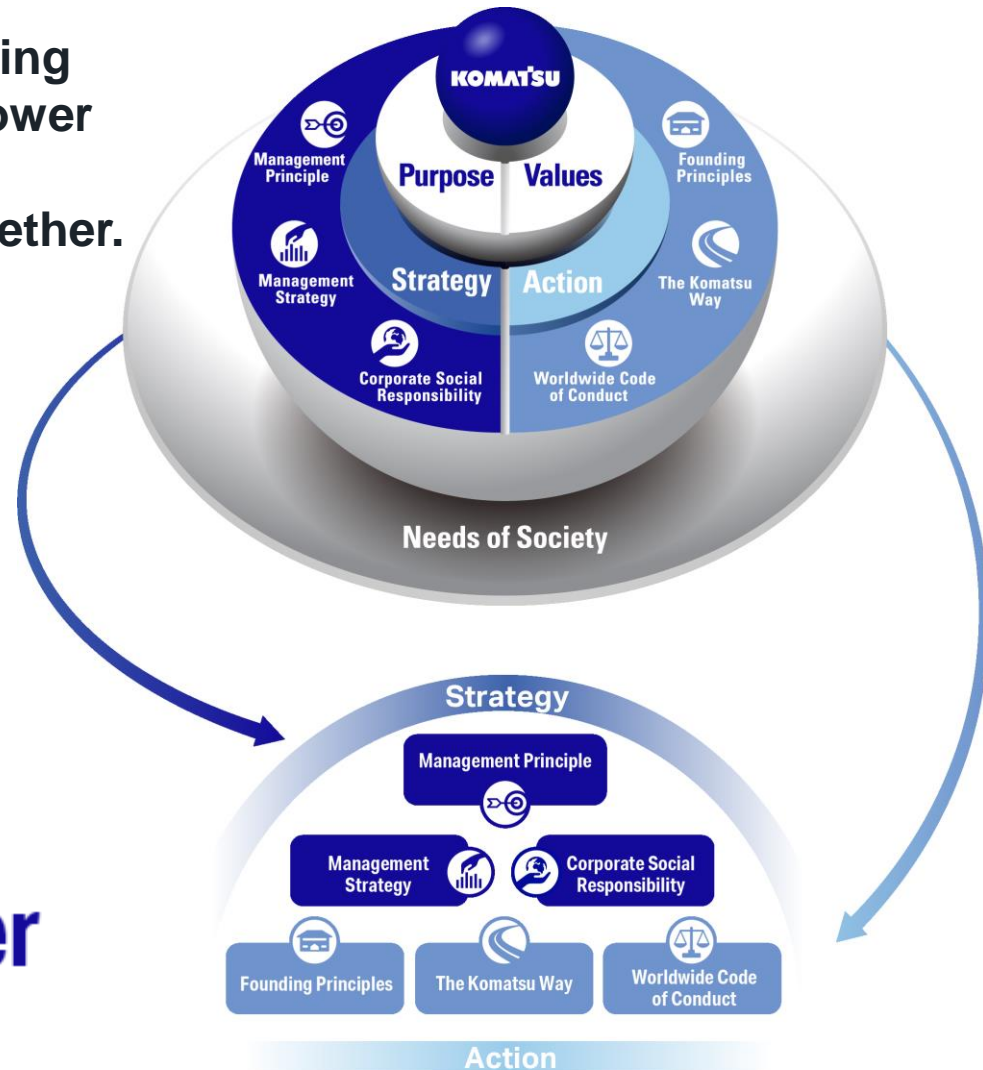 ing
ower
ether.
KOMATSU
Purpose
Values
Management
Principle
Founding
Principles
Strategy
Action
Management
Strategy
The Komatsu
Way
Corporate Social
Responsibility
Worldwide Code
of Conduct
Needs of Society
Strategy
Management Principle
Management
Strategy
Corporate Social
Responsibility
er
Founding Principles
The Komatsu Way
Worldwide Code
of Conduct
Action